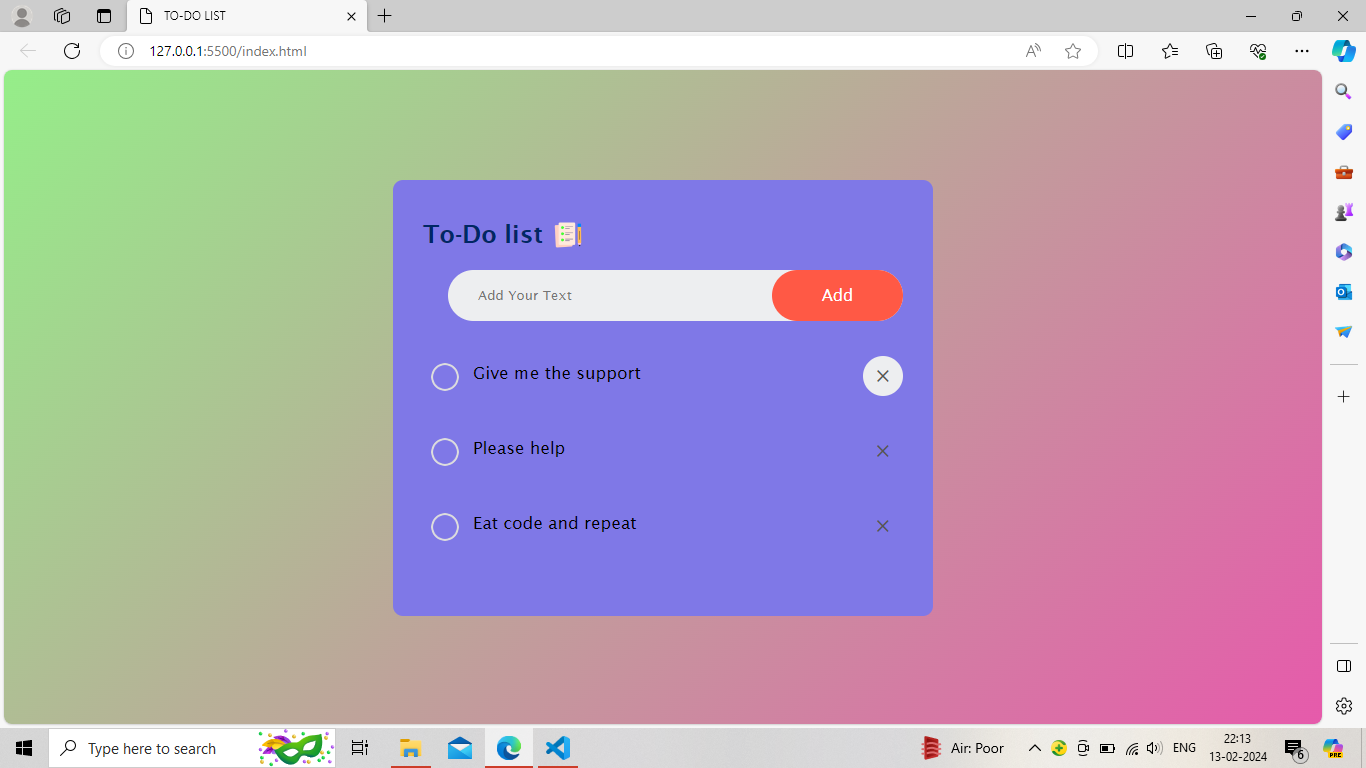 TO-DO LIST
127.0.0.1:5500/index.html
To-Do list
Add Your Text
Add
Give me the support
Please help
Eat code and repeat
Type here to search
Air: Poor
ENG
22:13
13-02-2024
6
PRE